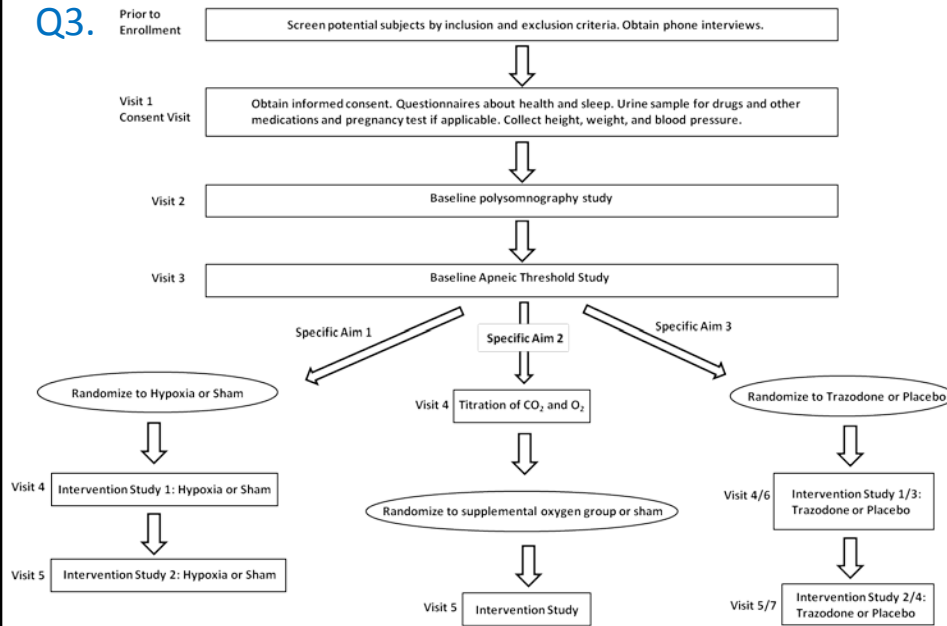 Q3.
Prior to
Enrollment
Screen potential subjects by inclusion and exclusion criteria. Obtain phone interviews.
Visit 1
Consent Visit
Obtain informed consent. Questionnaires about health and sleep. Urine sample for drugs and other
medications and pregnancy test if applicable. Collect height, weight, and blood pressure.
Visit 2
Baseline polysomnography study
Visit 3
Baseline Apneic Threshold Study
Specific Aim 1
Specific Aim 2
Specific Aim 3
Randomize to Hypoxia or Sham
Visit 4
Intervention Study 1: Hypoxia or Sham
Visit 5
Intervention Study 2: Hypoxia or Sham
Visit 4
Titration of CO₂ and O₂
Randomize to supplemental oxygen group or sham
Visit 5
Intervention Study
Randomize to Trazodone or Placebo
Visit 4/6
Intervention Study 1/3:
Trazodone or Placebo
Visit 5/7
Intervention Study 2/4:
Trazodone or Placebo